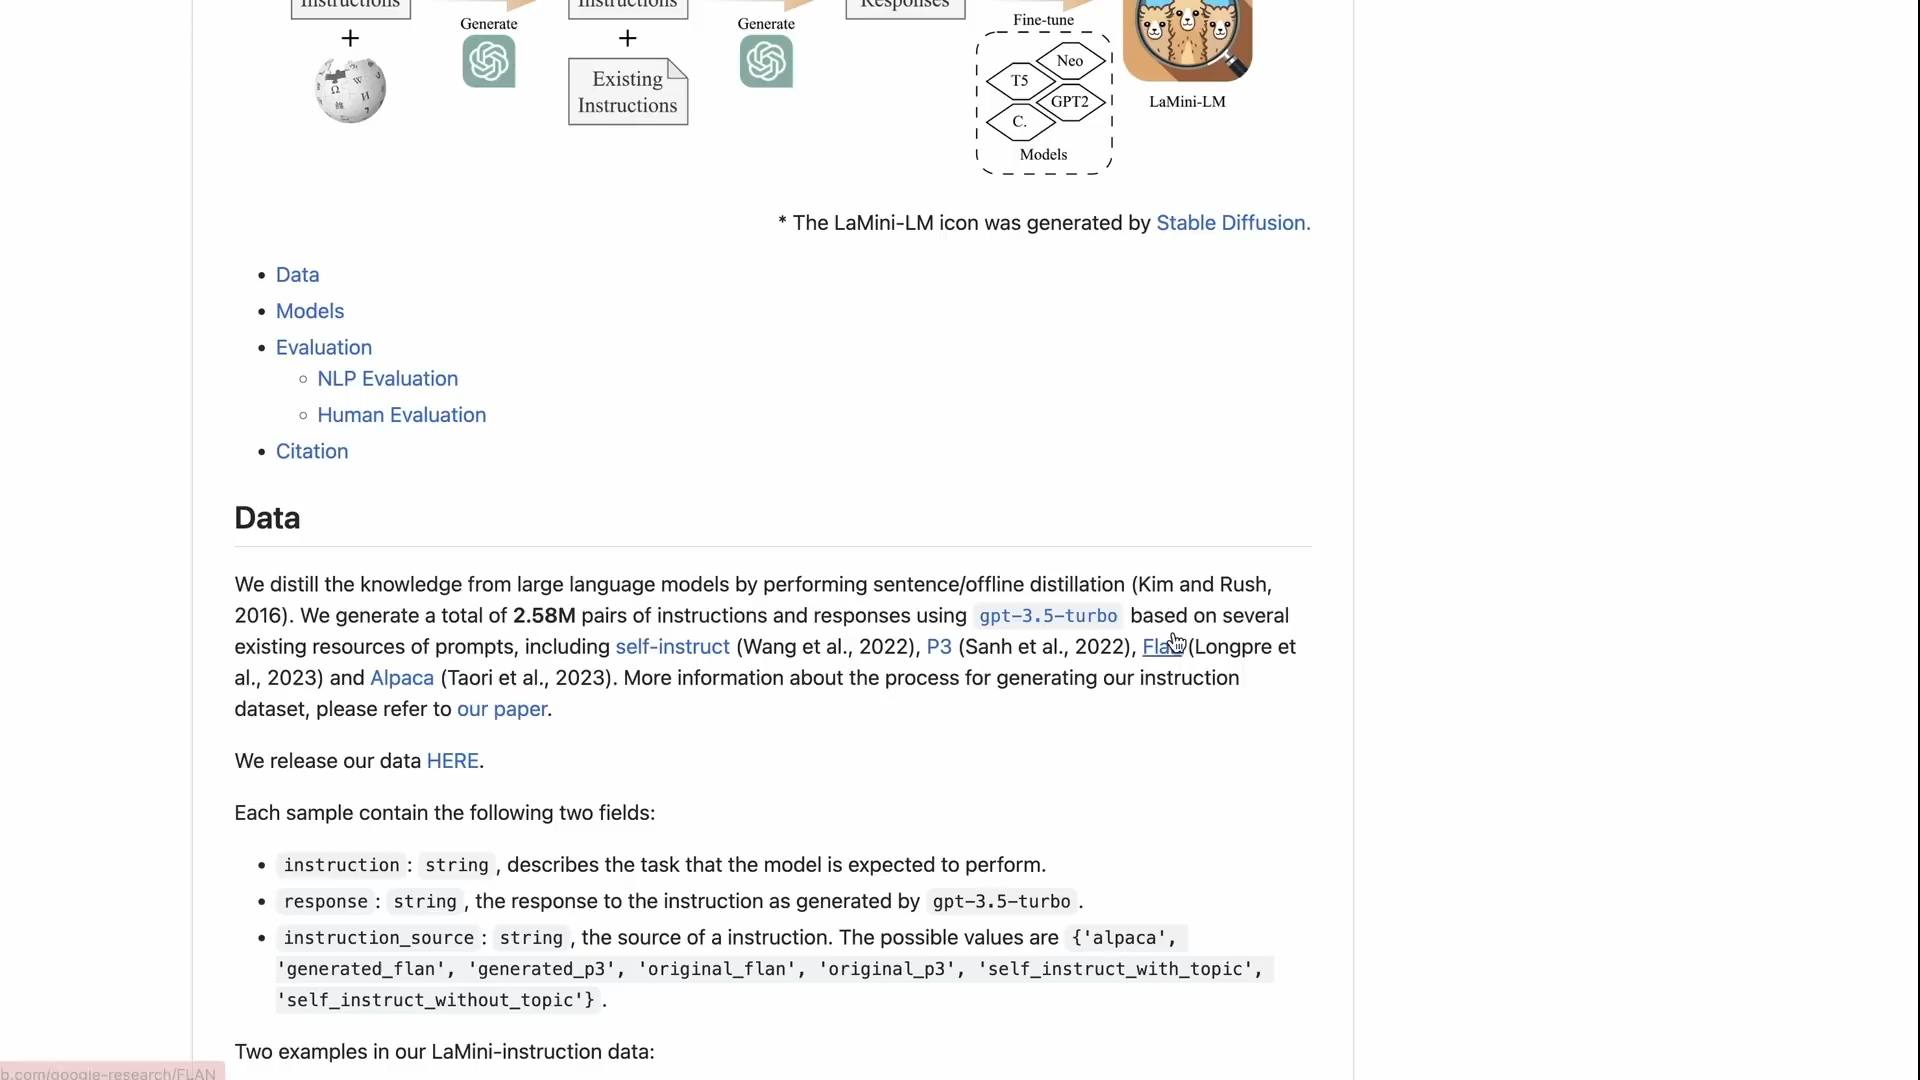 Instructions
Instructions
Responses
Generate
Generate
Fine-tune
+
+
Existing
Instructions
Neo
T5
GPT2
C.
Models
LaMini-LM
* The LaMini-LM icon was generated by Stable Diffusion.
• Data
• Models
• Evaluation
◦ NLP Evaluation
◦ Human Evaluation
• Citation
Data
We distill the knowledge from large language models by performing sentence/offline distillation (Kim and Rush,
2016). We generate a total of 2.58M pairs of instructions and responses using gpt-3.5-turbo based on several
existing resources of prompts, including self-instruct (Wang et al., 2022), P3 (Sanh et al., 2022), Flan (Longpre et
al., 2023) and Alpaca (Taori et al., 2023). More information about the process for generating our instruction
dataset, please refer to our paper.
We release our data HERE.
Each sample contain the following two fields:
• instruction: string, describes the task that the model is expected to perform.
• response: string, the response to the instruction as generated by gpt-3.5-turbo.
• instruction_source: string, the source of a instruction. The possible values are {'alpaca',
'generated_flan', 'generated_p3', 'original_flan', 'original_p3', 'self_instruct_with_topic',
'self_instruct_without_topic'}.
Two examples in our LaMini-instruction data:
b.com/google-research/FLAN